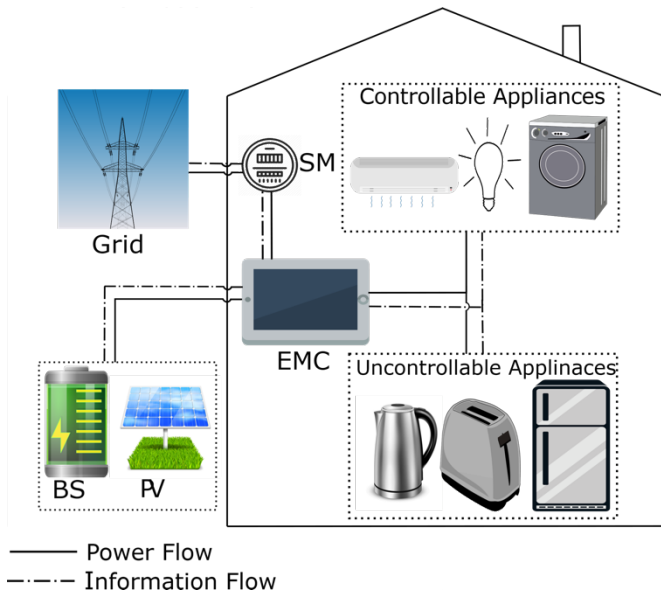 Controllable Appliances
SM
Grid
EMC
Uncontrollable Applinaces
BS
PV
Power Flow
Information Flow